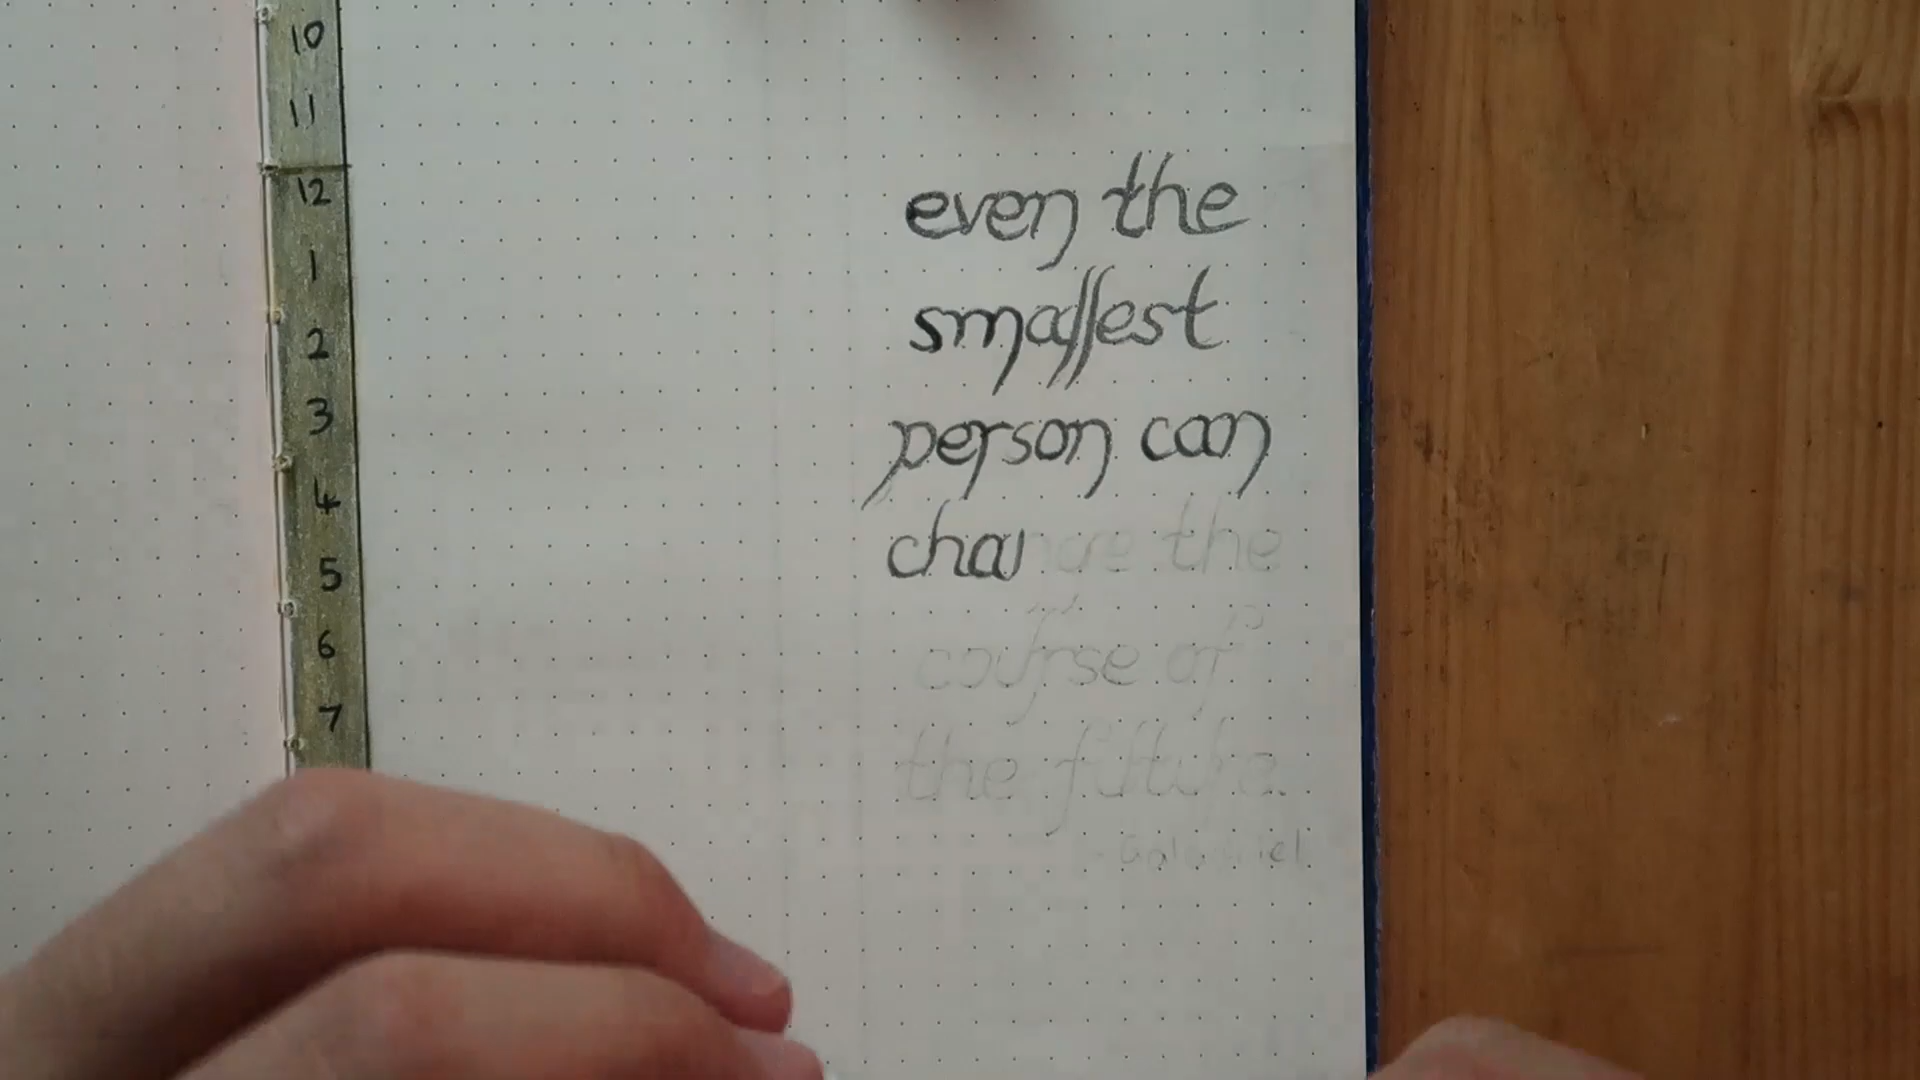 10
11
12
1
2
3
4
5
6
7
even the
smallest
person can
change the
course of
the future.